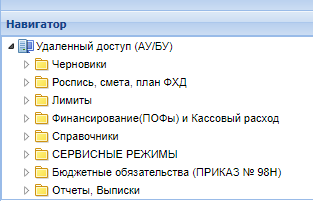 Навигатор
Удаленный доступ (АУ/БУ)
Черновики
Роспись, смета, план ФХД
Лимиты
Финансирование(ПОФы) и Кассовый расход
Справочники
СЕРВИСНЫЕ РЕЖИМЫ
Бюджетные обязательства (ПРИКАЗ № 98Н)
Отчеты, Выписки